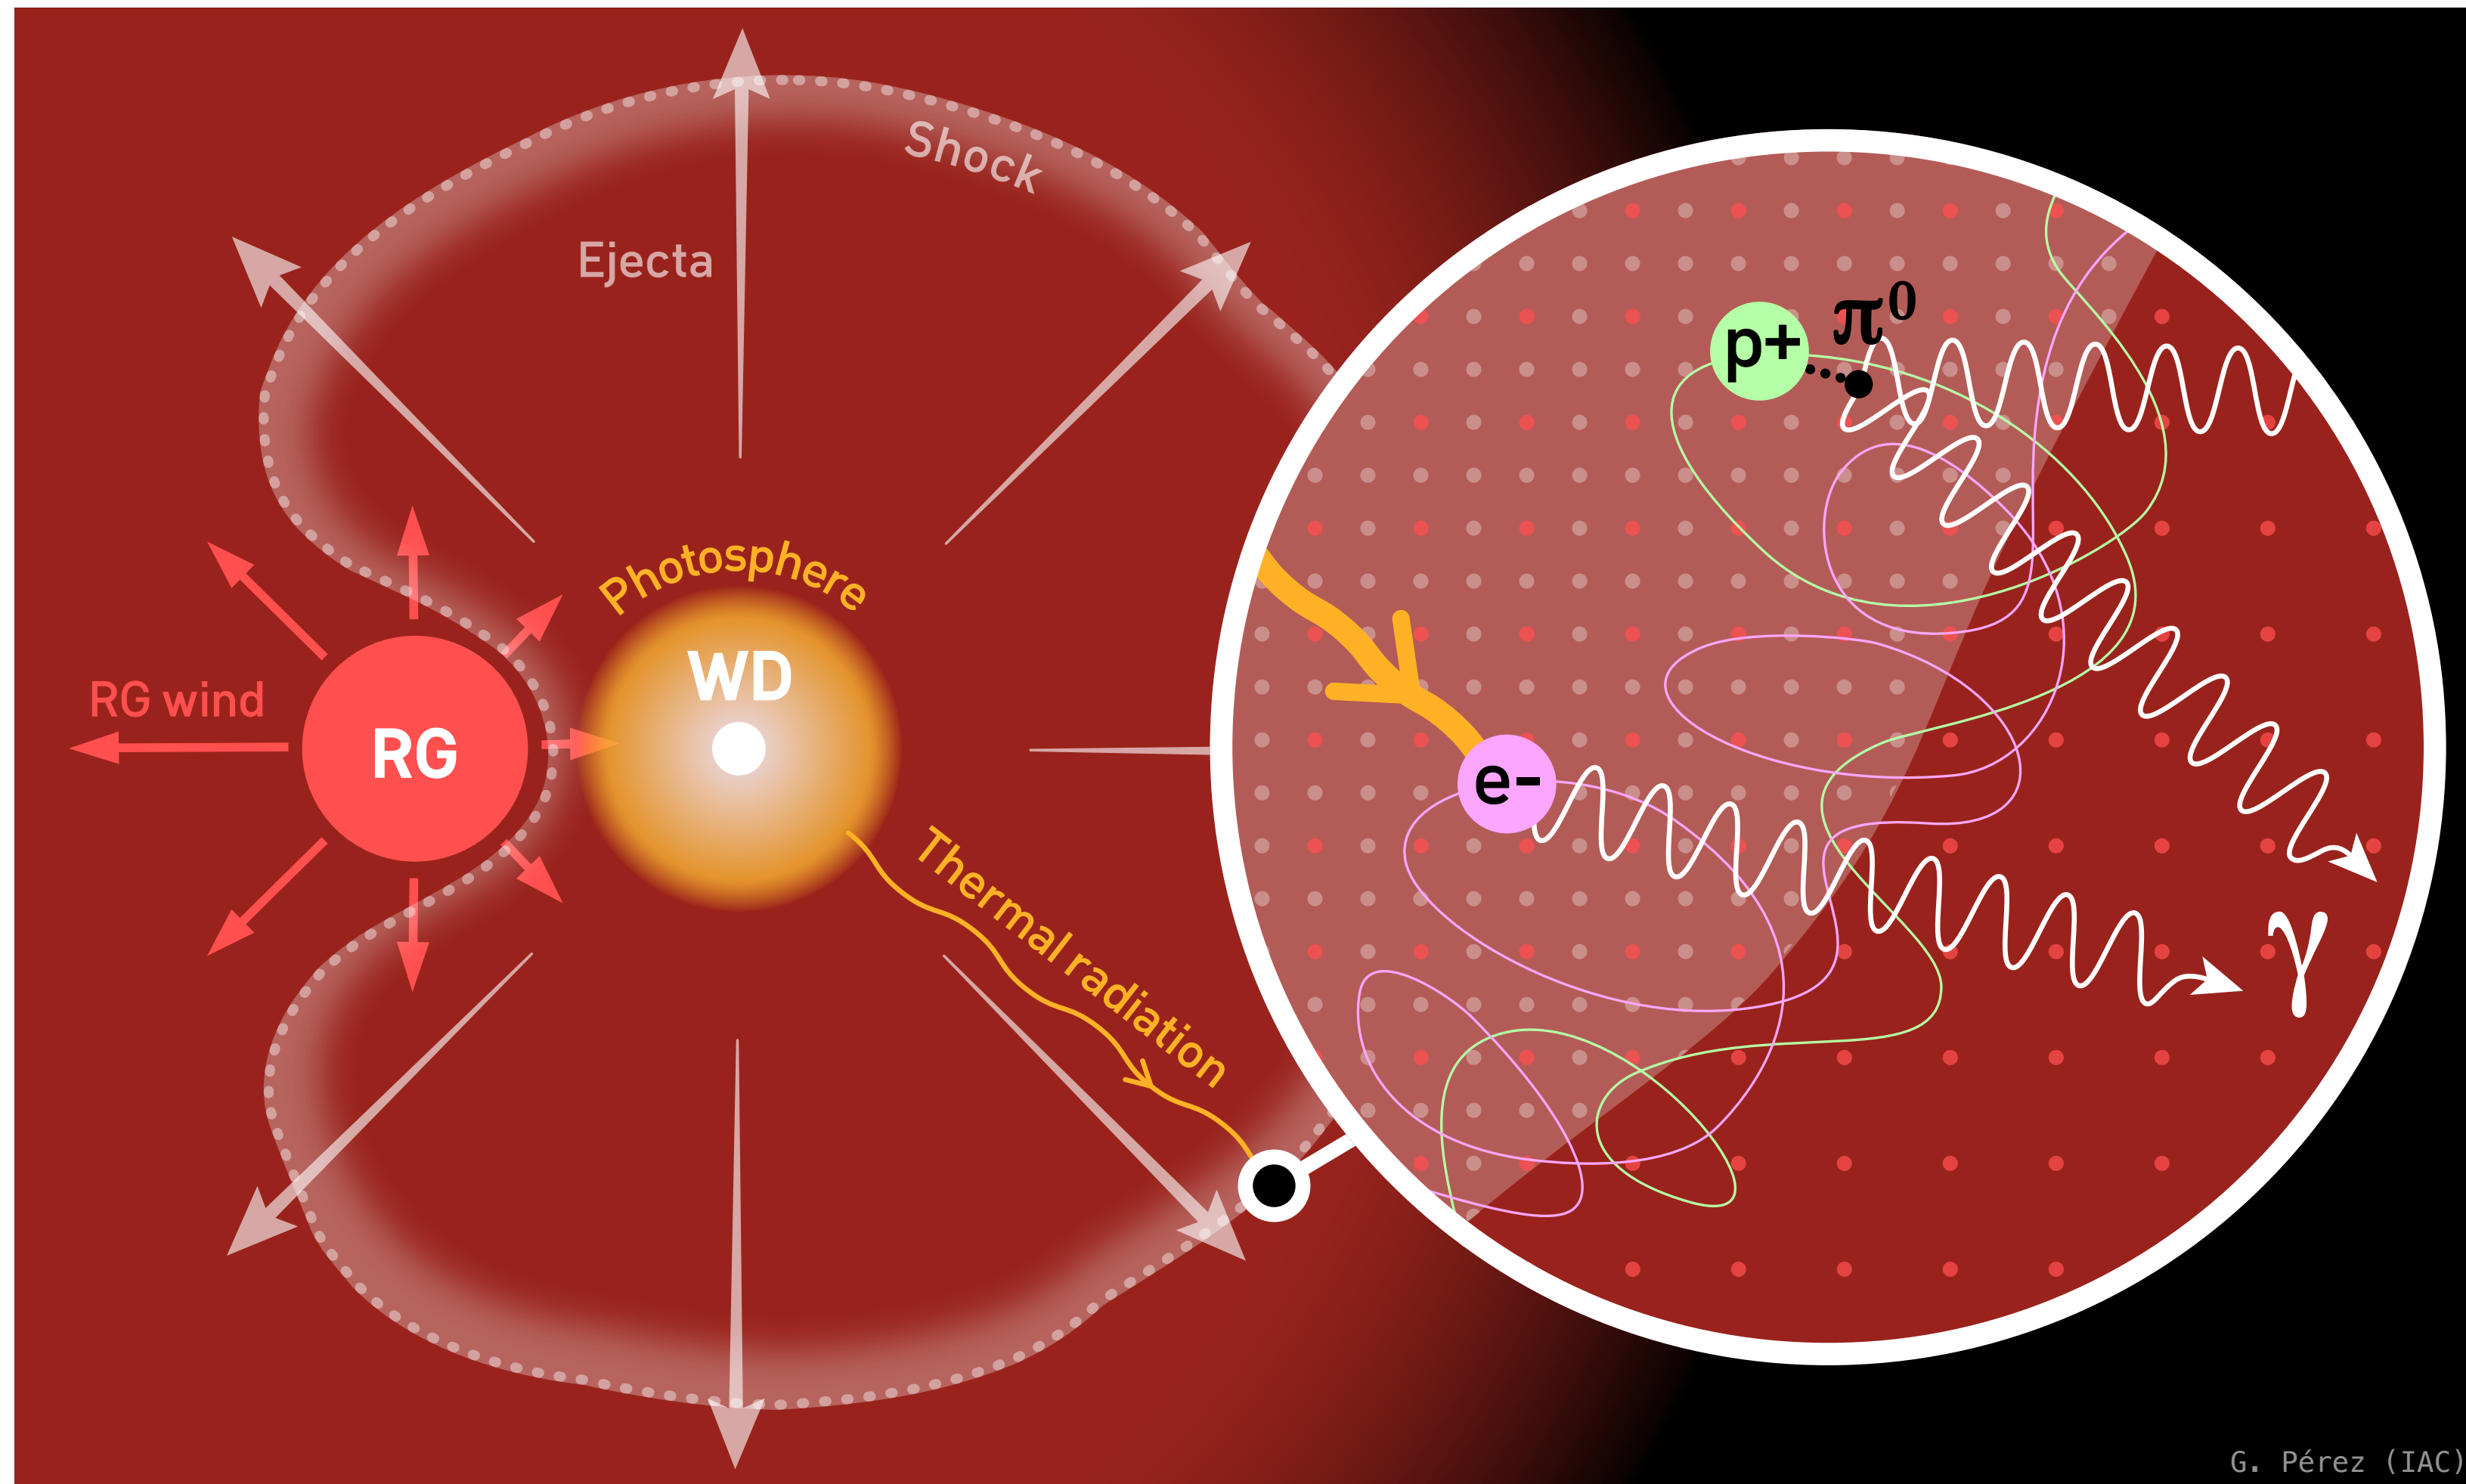 Shock
Ejecta
p+
π0
Photosphere
WD
RG wind
RG
e-
Thermal radiation
γ
G. Pérez (IAC)